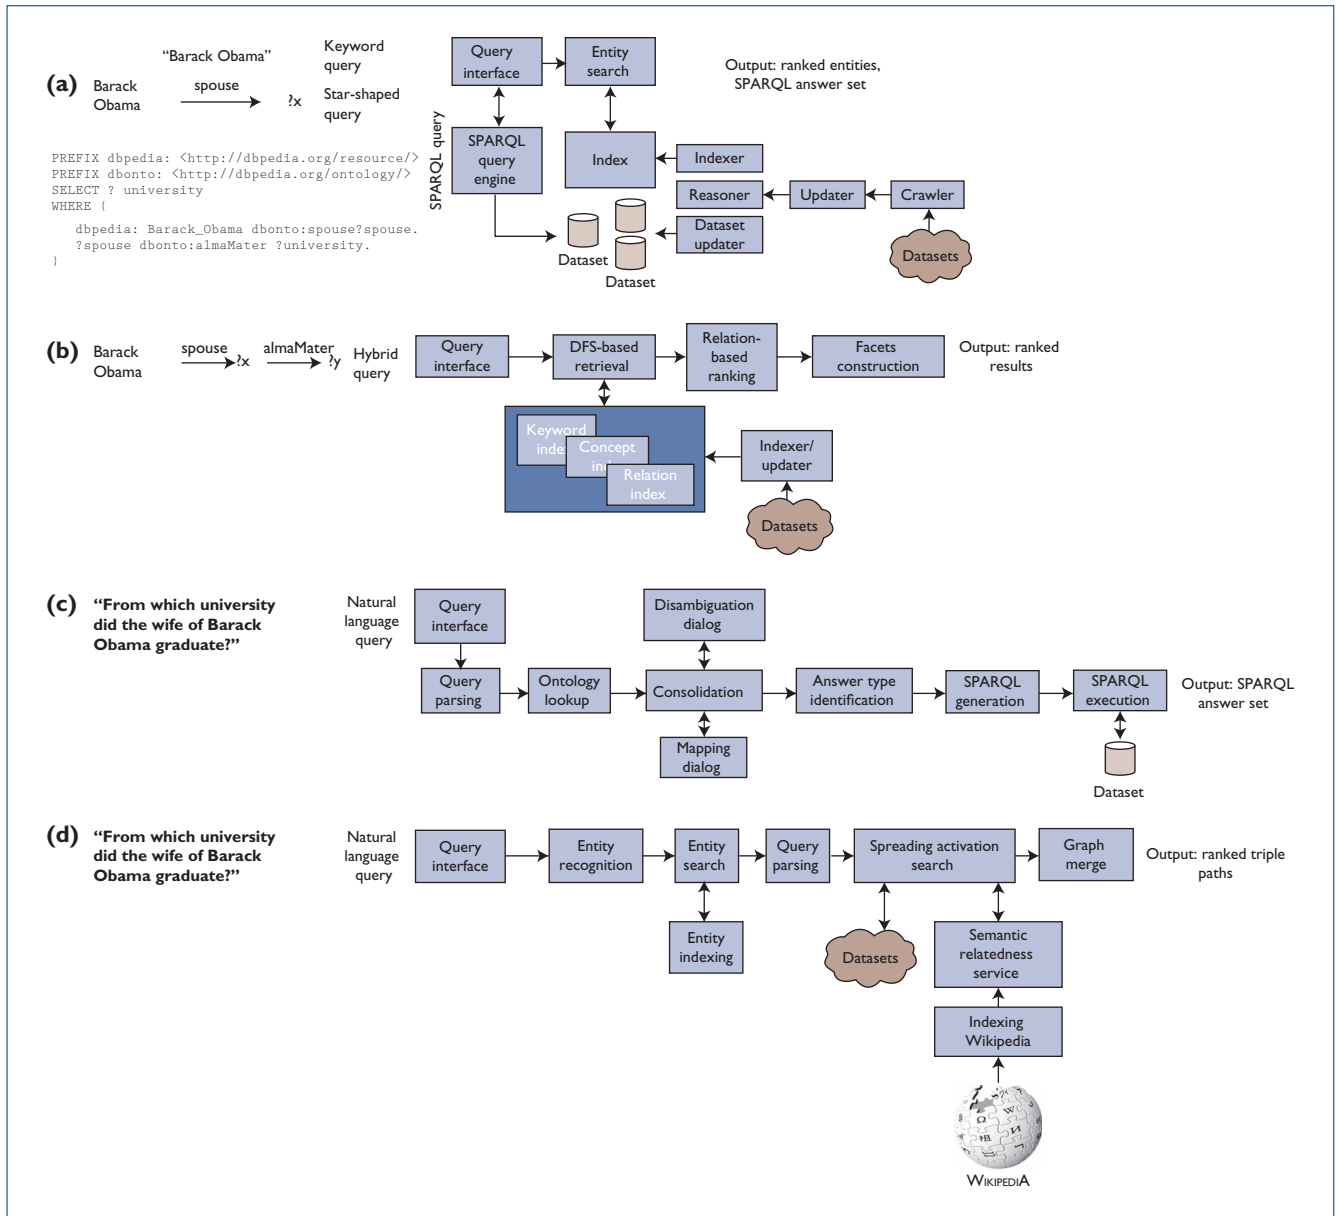 (a)
"Barack Obama"
Keyword
query
Barack
Obama
spouse
?x
Star-shaped
query
PREFIX dbpedia: <http://dbpedia.org/resource/>
PREFIX dbonto: <http://dbpedia.org/ontology/>
SELECT ? university
WHERE {
dbpedia: Barack_Obama dbonto:spouse?spouse.
?spouse dbonto:almaMater ?university.
}
SPARQL query
Query
interface
Entity
search
Output: ranked entities,
SPARQL answer set
SPARQL
query
engine
Index
Indexer
Reasoner
Updater
Crawler
Dataset
updater
Datasets
Dataset
Dataset
(b)
Barack
Obama
spouse
?x
almaMater
?y
Hybrid
query
Query
interface
DFS-based
retrieval
Relation-
based
ranking
Facets
construction
Output: ranked
results
Keyword
index
Concept
index
Relation
index
Indexer/
updater
Datasets
(c)
“From which university
did the wife of Barack
Obama graduate?”
Natural
language
query
Query
interface
Disambiguation
dialog
Query
parsing
Ontology
lookup
Consolidation
Answer type
identification
SPARQL
generation
SPARQL
execution
Output: SPARQL
answer set
Mapping
dialog
Dataset
(d)
“From which university
did the wife of Barack
Obama graduate?”
Natural
language
query
Query
interface
Entity
recognition
Entity
search
Query
parsing
Spreading activation
search
Graph
merge
Output: ranked triple
paths
Entity
indexing
Datasets
Semantic
relatedness
service
Indexing
Wikipedia
WIKIPEDIA